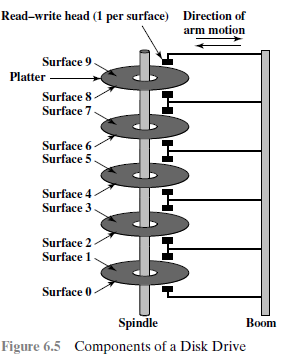 Read–write head (1 per surface)
Direction of
arm motion
Surface 9
Platter
Surface 8
Surface 7
Surface 6
Surface 5
Surface 4
Surface 3
Surface 2
Surface 1
Surface 0
Spindle
Boom
Figure 6.5 Components of a Disk Drive